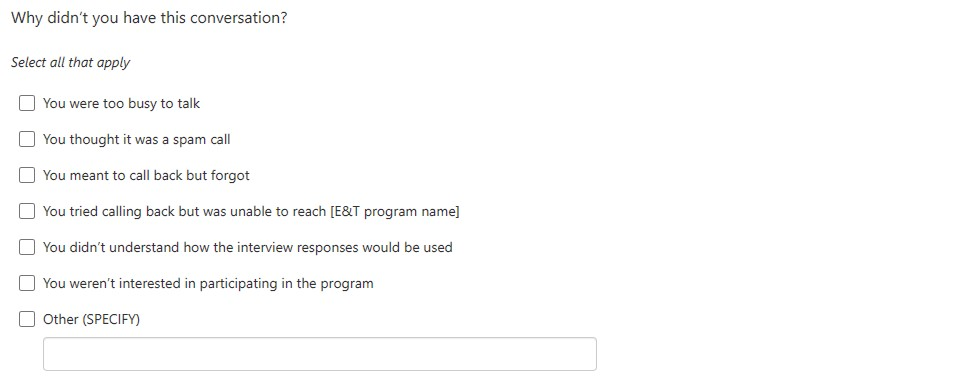 Why didn't you have this conversation?
Select all that apply
You were too busy to talk
You thought it was a spam call
You meant to call back but forgot
You tried calling back but was unable to reach [E&T program name]
You didn't understand how the interview responses would be used
You weren't interested in participating in the program
Other (SPECIFY)